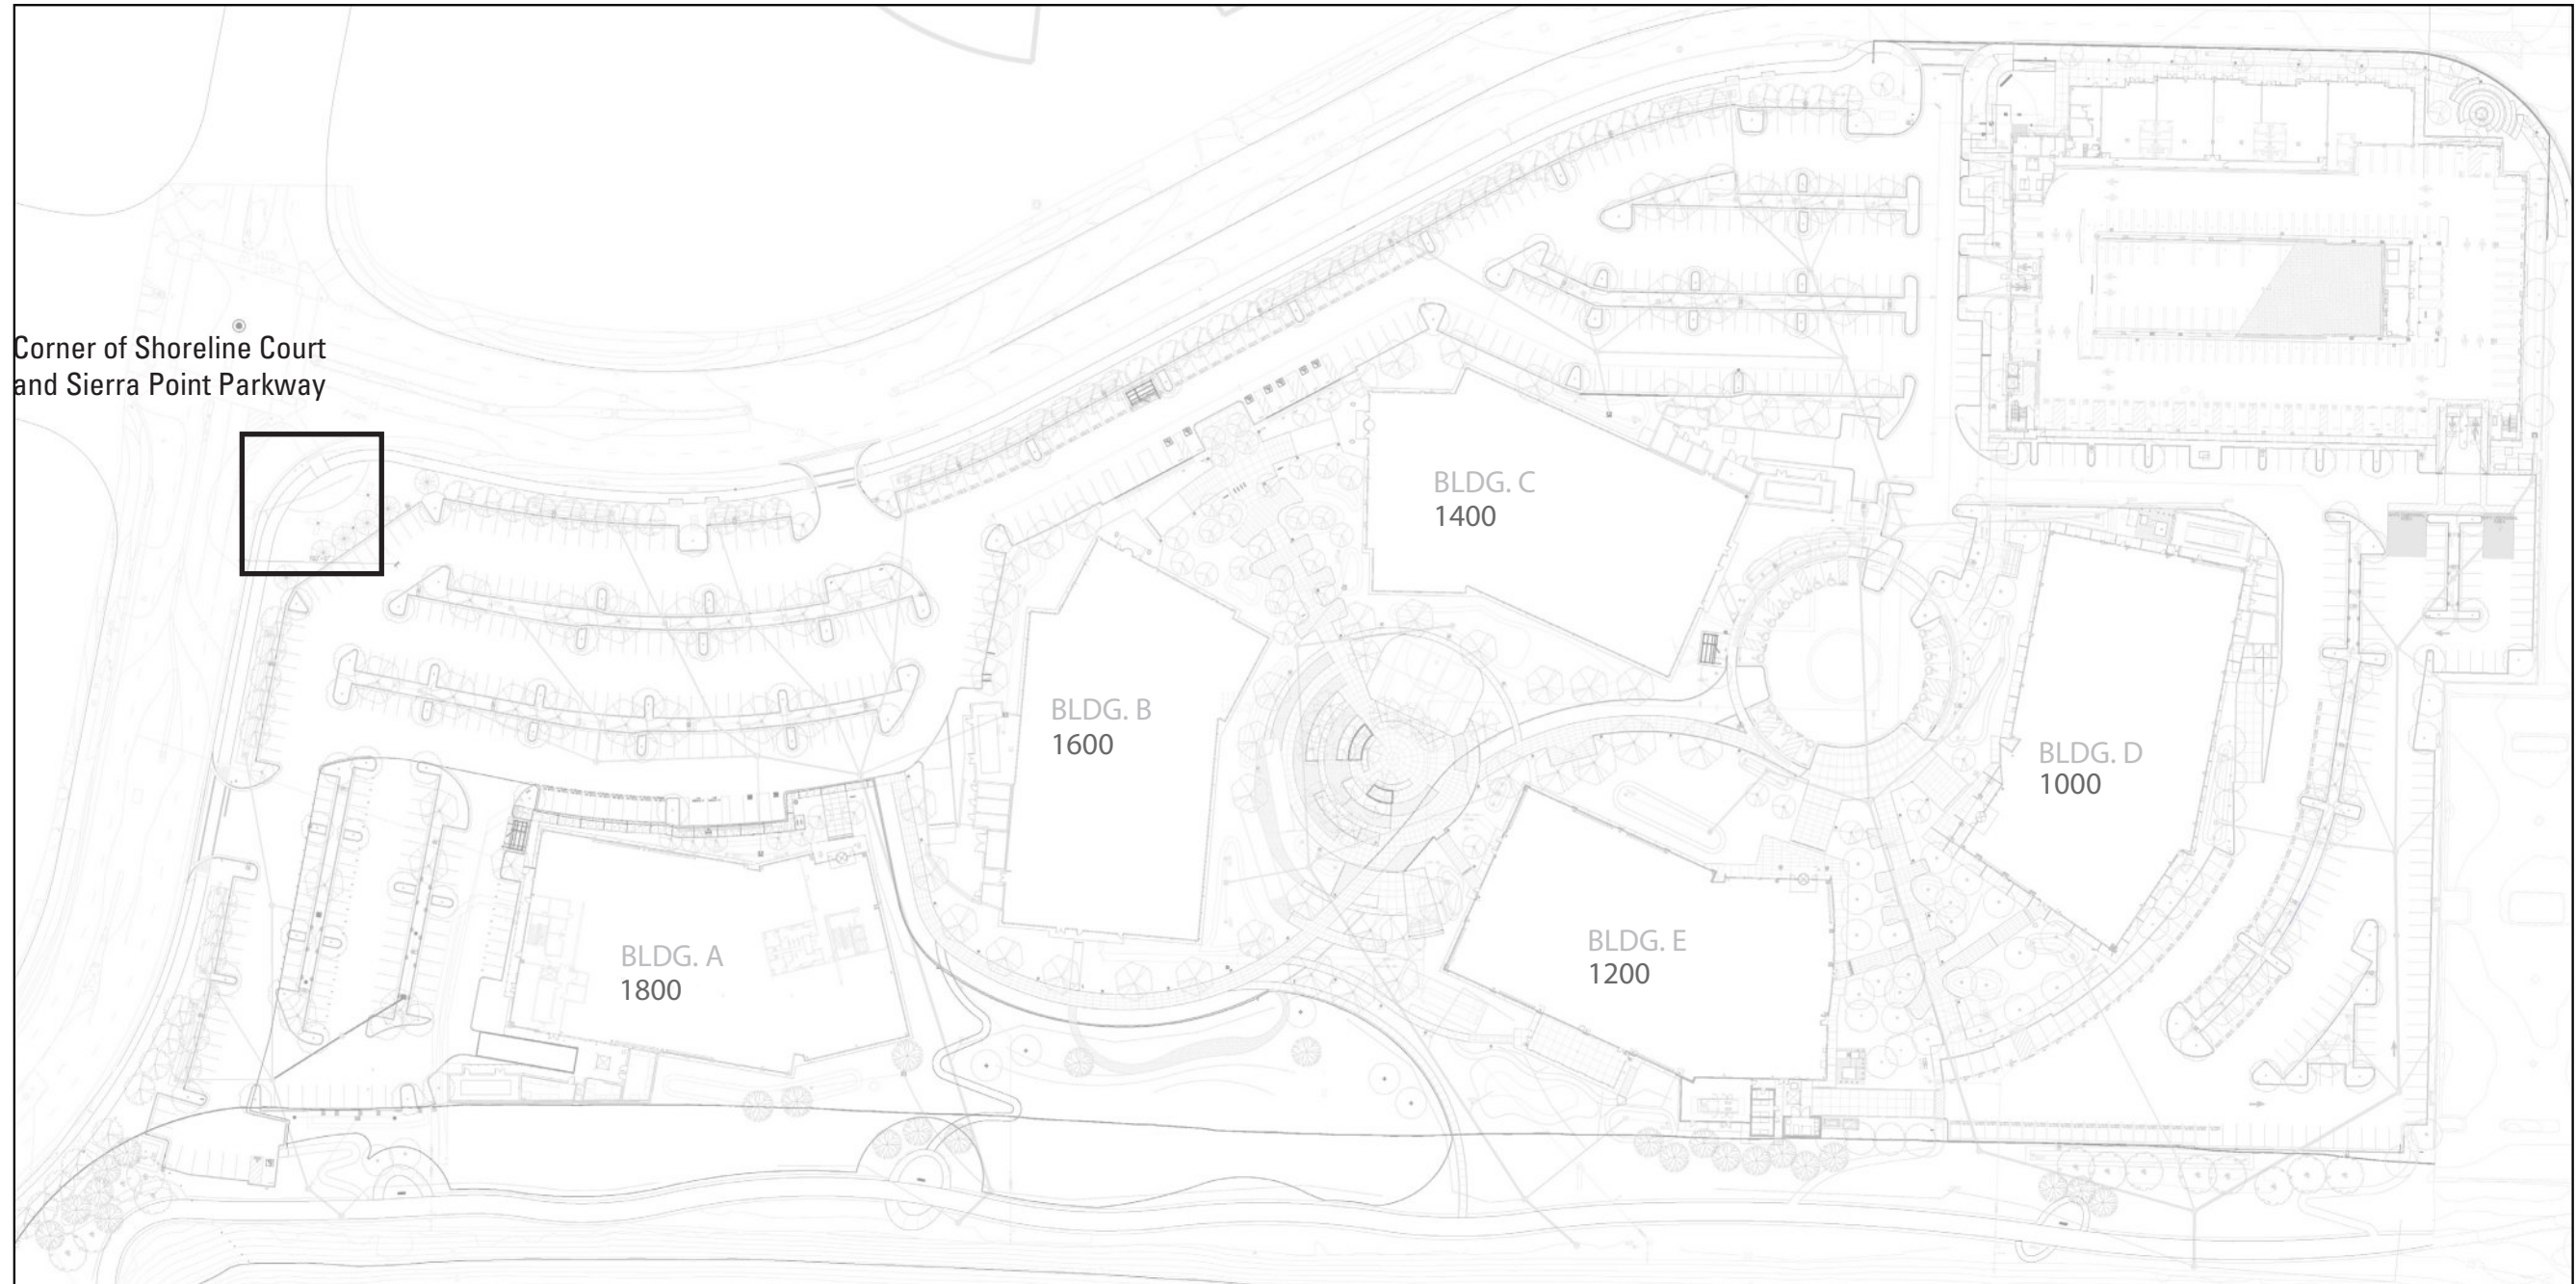 Corner of Shoreline Court
and Sierra Point Parkway
BLDG. C
1400
BLDG. B
1600
BLDG. D
1000
BLDG. E
1200
BLDG. A
1800